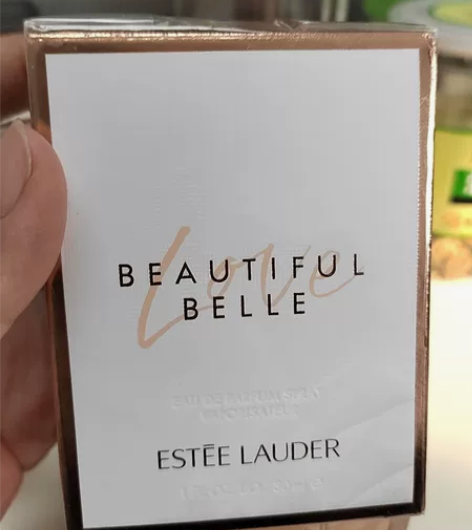 Love
BEAUTIFUL
BELLE
EAU DE PARFUM SPRAY
VAPORISATEUR
ESTĒE LAUDER